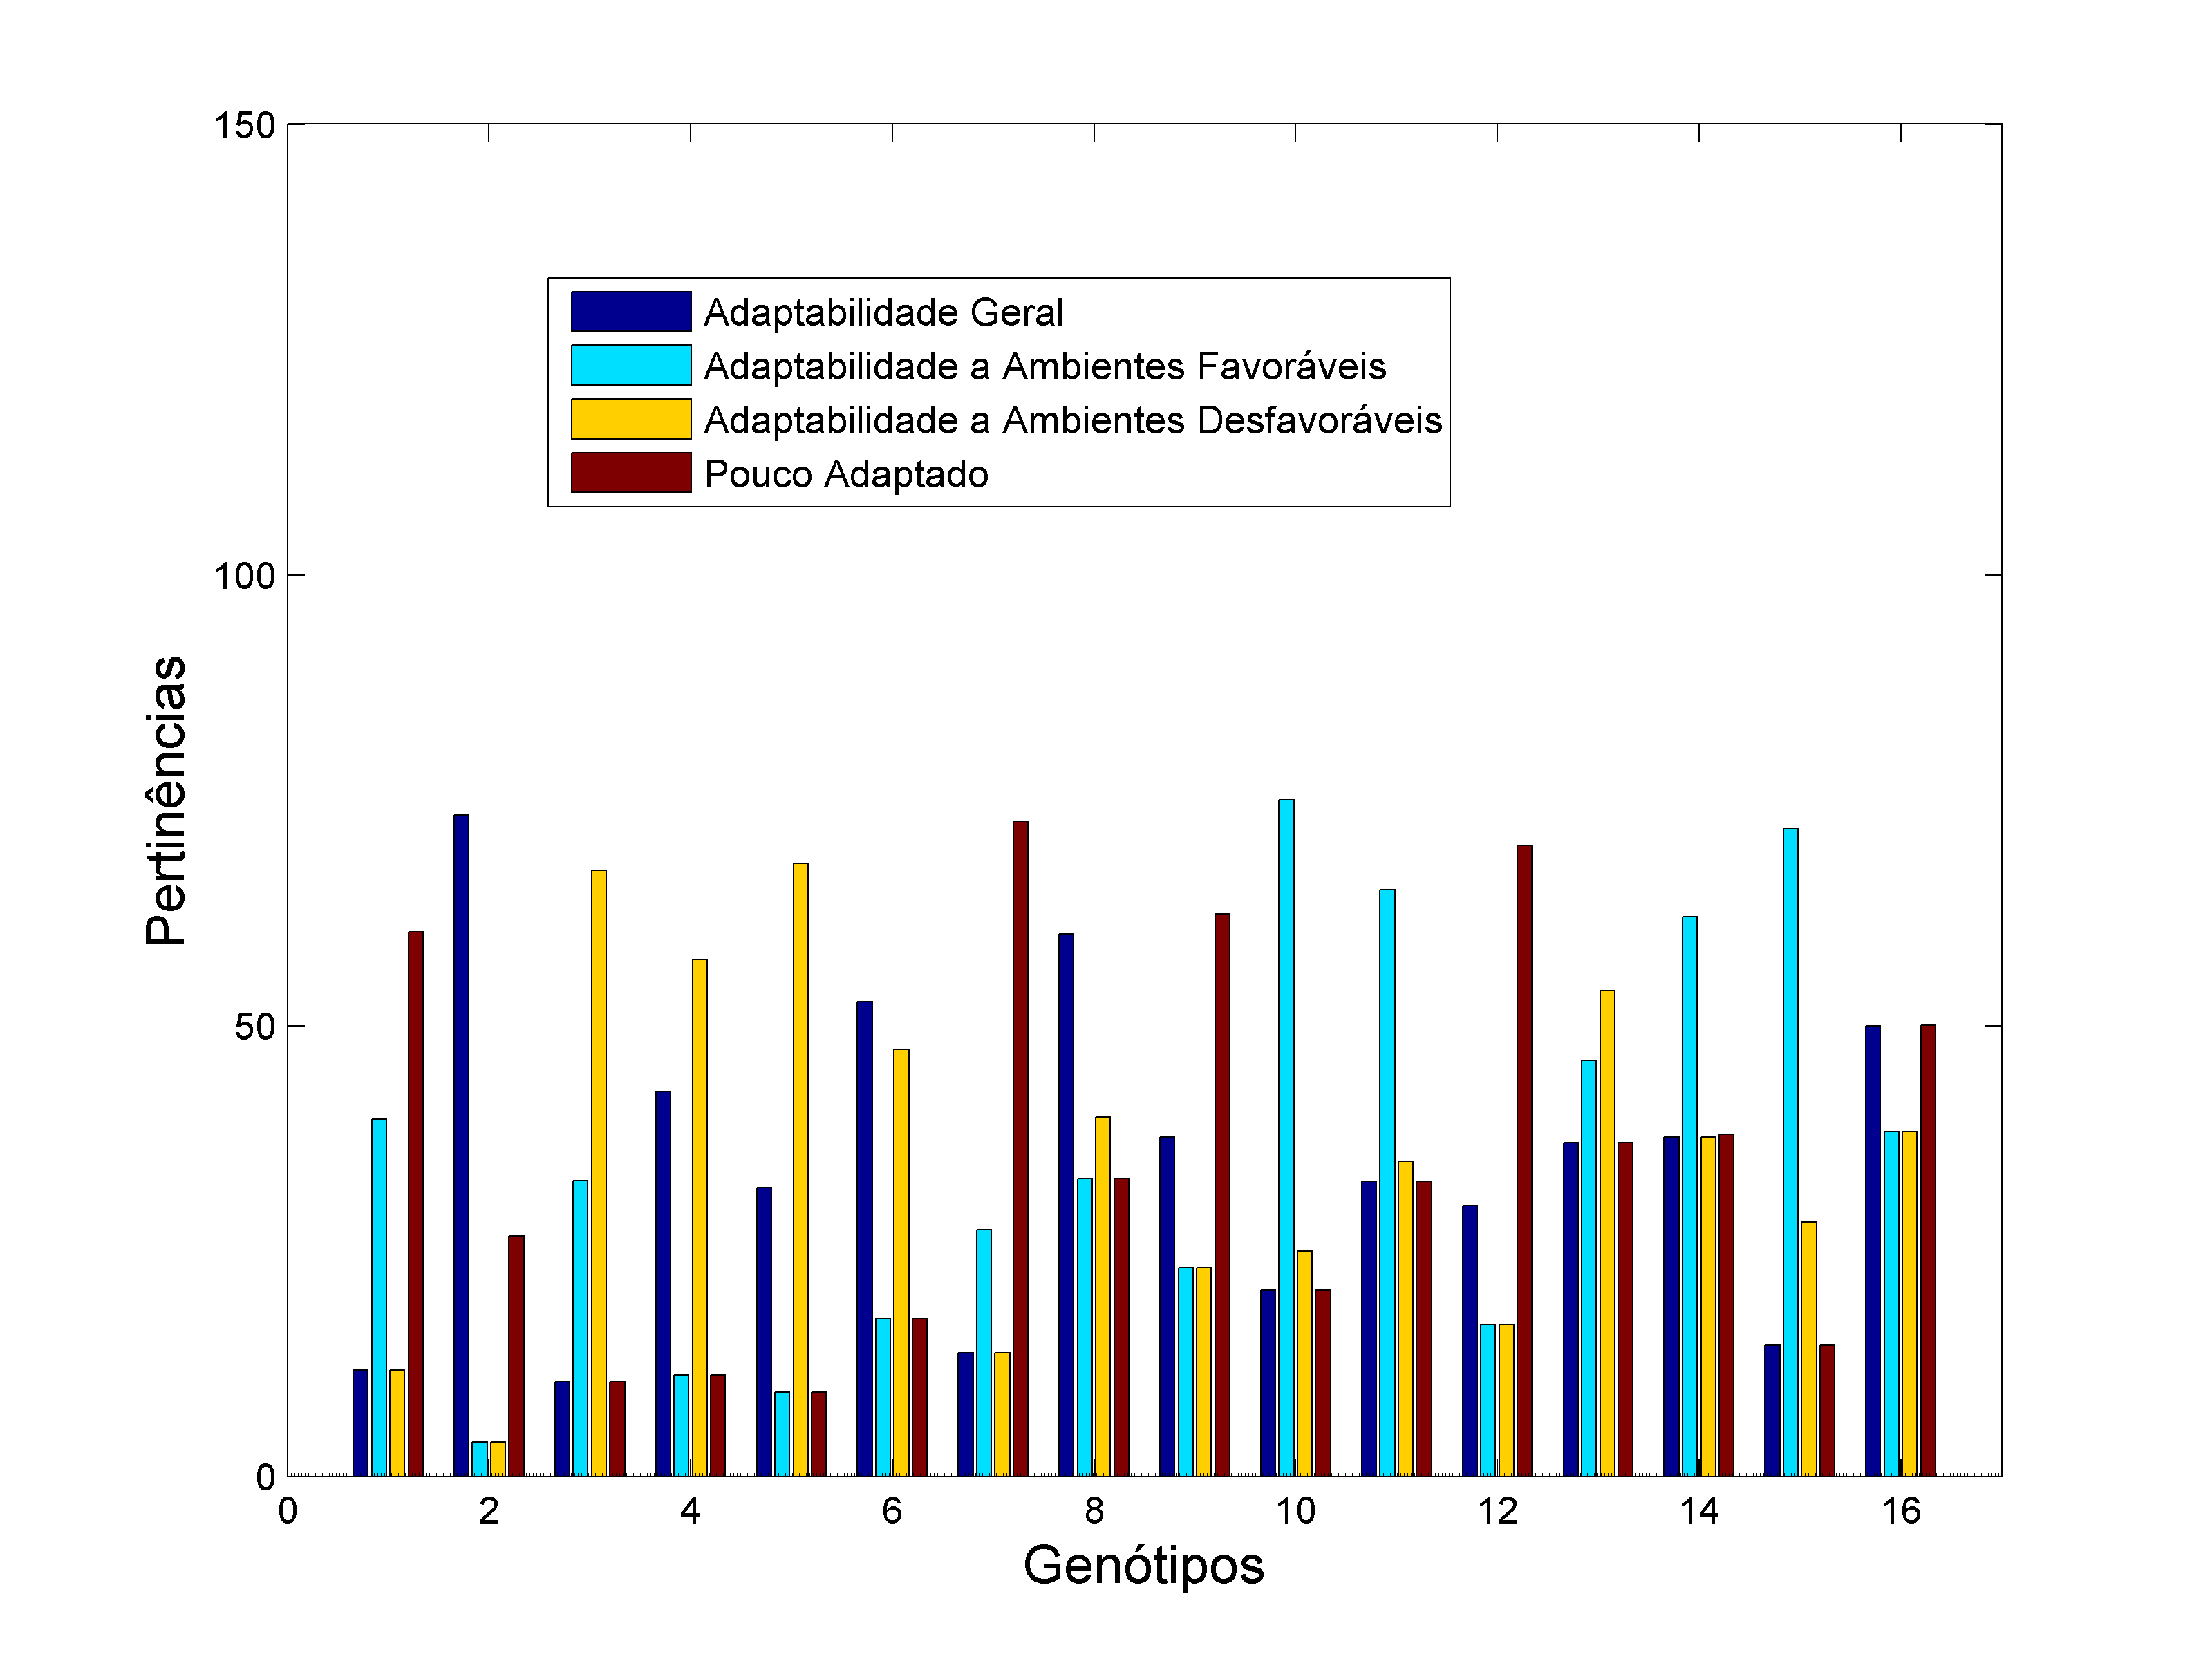 150
Adaptabilidade Geral
Adaptabilidade a Ambientes Favoráveis
Adaptabilidade a Ambientes Desfavoráveis
Pouco Adaptado
100
Pertinências
50
0
0 2 4 6 8 10 12 14 16
Genótipos